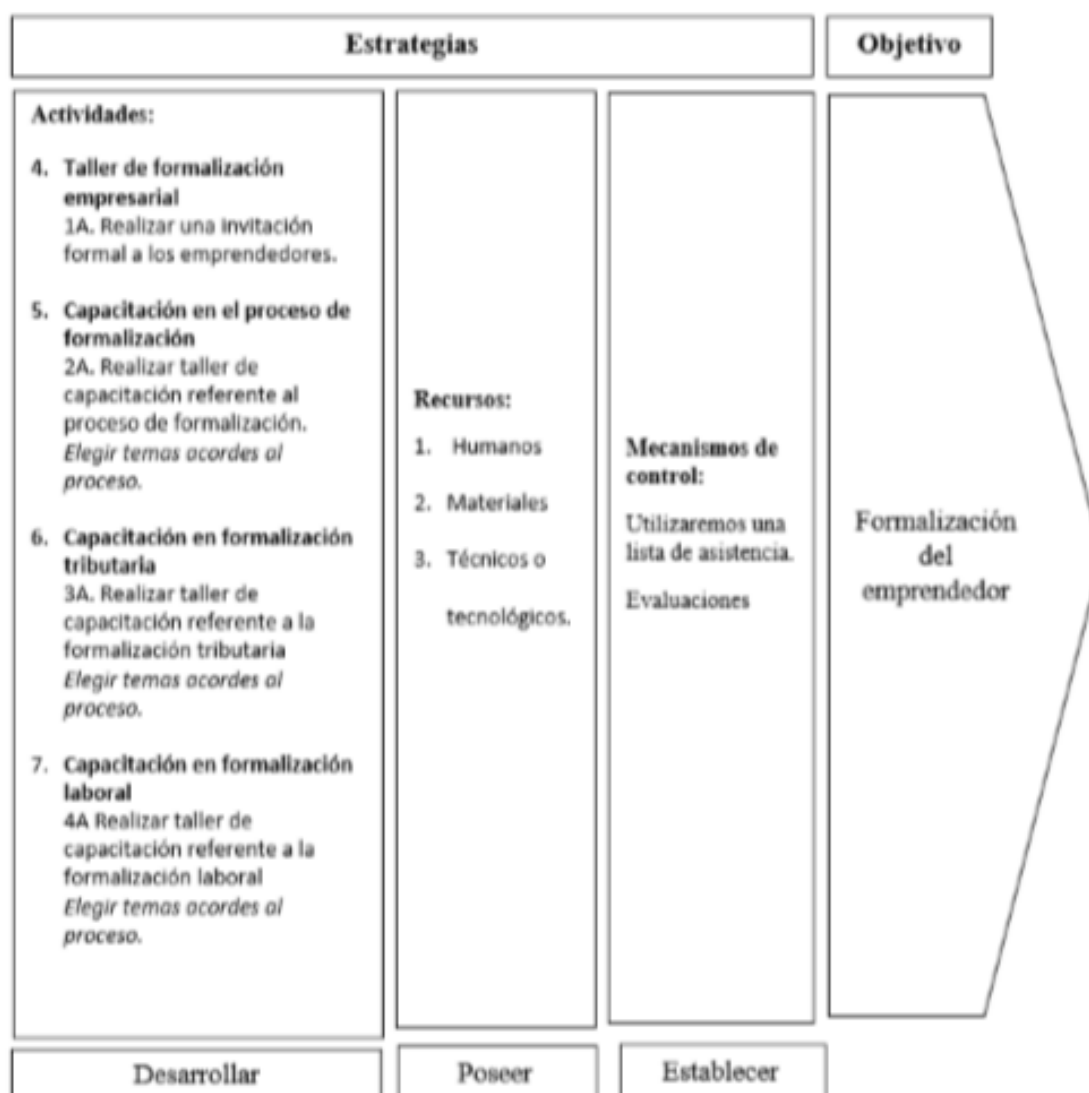 Estrategias
Objetivo
Actividades:
4. Taller de formalización
empresarial
1A. Realizar una invitación
formal a los emprendedores.
5. Capacitación en el proceso de
formalización
2A. Realizar taller de
capacitación referente al
proceso de formalización.
Elegir temas acordes al
proceso.
6. Capacitación en formalización
tributaria
3A. Realizar taller de
capacitación referente a la
formalización tributaria
Elegir temas acordes al
proceso.
7. Capacitación en formalización
laboral
4A Realizar taller de
capacitación referente a la
formalización laboral
Elegir temas acordes al
proceso.
Recursos:
1. Humanos
2. Materiales
3. Técnicos o
tecnológicos.
Mecanismos de
control:
Utilizaremos una
lista de asistencia.
Evaluaciones
Formalización
del
emprendedor
Desarrollar
Poseer
Establecer